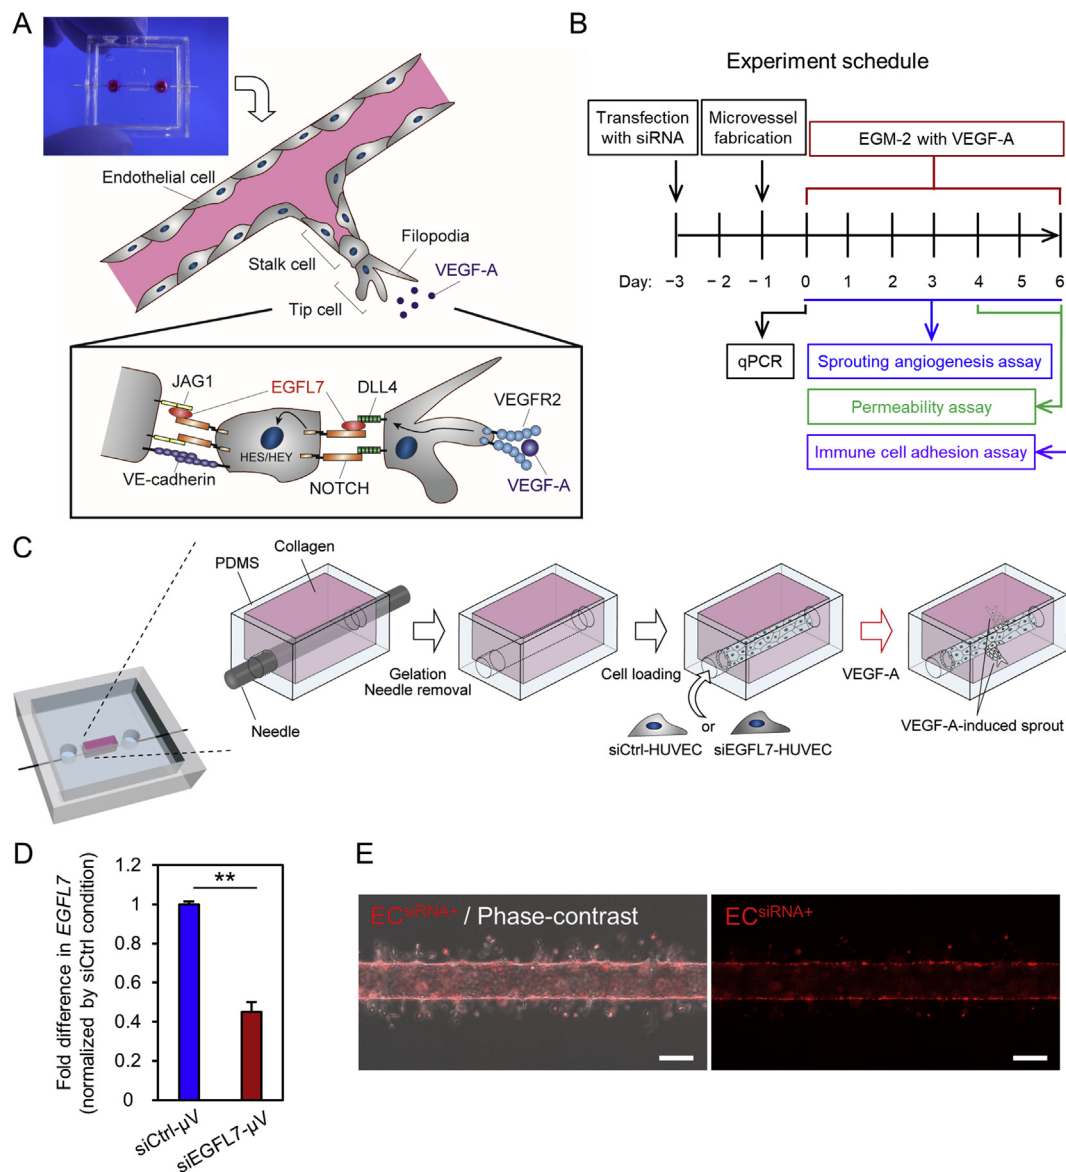 A
Endothelial cell
Stalk cell
Filopodia
VEGF-A
Tip cell
JAG1
EGFL7
DLL4
VEGFR2
HES/HEY
VE-cadherin
NOTCH
VEGF-A
B
Experiment schedule
Transfection
with siRNA
Microvessel
fabrication
EGM-2 with VEGF-A
Day: −3 −2 −1 0 1 2 3 4 5 6
qPCR
Sprouting angiogenesis assay
Permeability assay
Immune cell adhesion assay
C
PDMS
Collagen
Needle
Gelation
Needle removal
Cell loading
siCtrl-HUVEC
or
siEGFL7-HUVEC
VEGF-A
VEGF-A-induced sprout
D
Fold difference in EGFL7
(normalized by siCtrl condition)
1.2
1
0.8
0.6
0.4
0.2
0
**
siCtrl-μV
siEGFL7-μV
E
ECsiRNA+ / Phase-contrast
ECsiRNA+